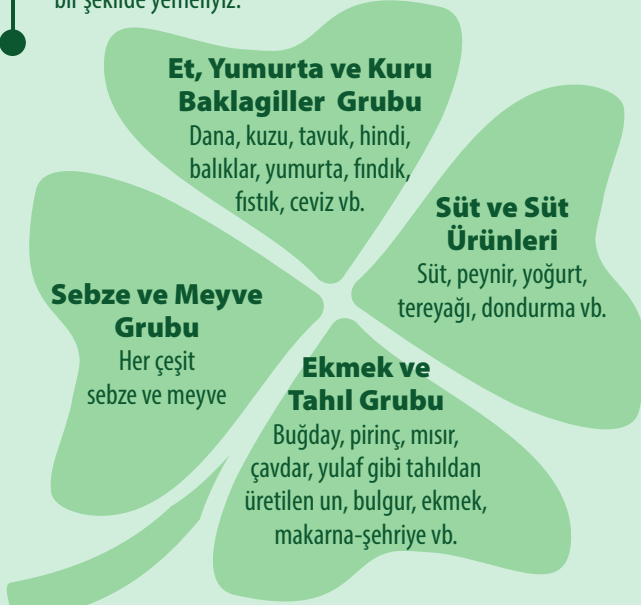 bir şekilde yemeliyiz.
Et, Yumurta ve Kuru
Baklagiller Grubu
Dana, kuzu, tavuk, hindi,
balıklar, yumurta, fındık,
fıstık, ceviz vb.
Süt ve Süt
Ürünleri
Süt, peynir, yoğurt,
tereyağı, dondurma vb.
Sebze ve Meyve
Grubu
Her çeşit
sebze ve meyve
Ekmek ve
Tahıl Grubu
Buğday, pirinç, mısır,
çavdar, yulaf gibi tahıldan
üretilen un, bulgur, ekmek,
makarna-şehriye vb.